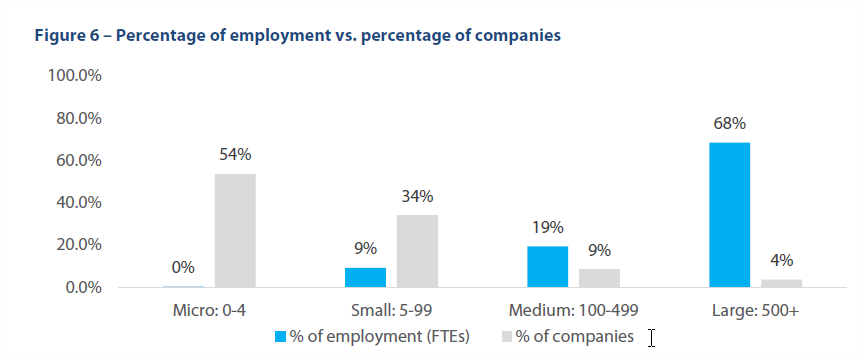 Figure 6 – Percentage of employment vs. percentage of companies
100.0%
80.0%
60.0%
40.0%
20.0%
0.0%
0%
54%
9%
34%
19%
9%
68%
4%
Micro: 0-4
Small: 5-99
Medium: 100-499
Large: 500+
% of employment (FTEs)
% of companies